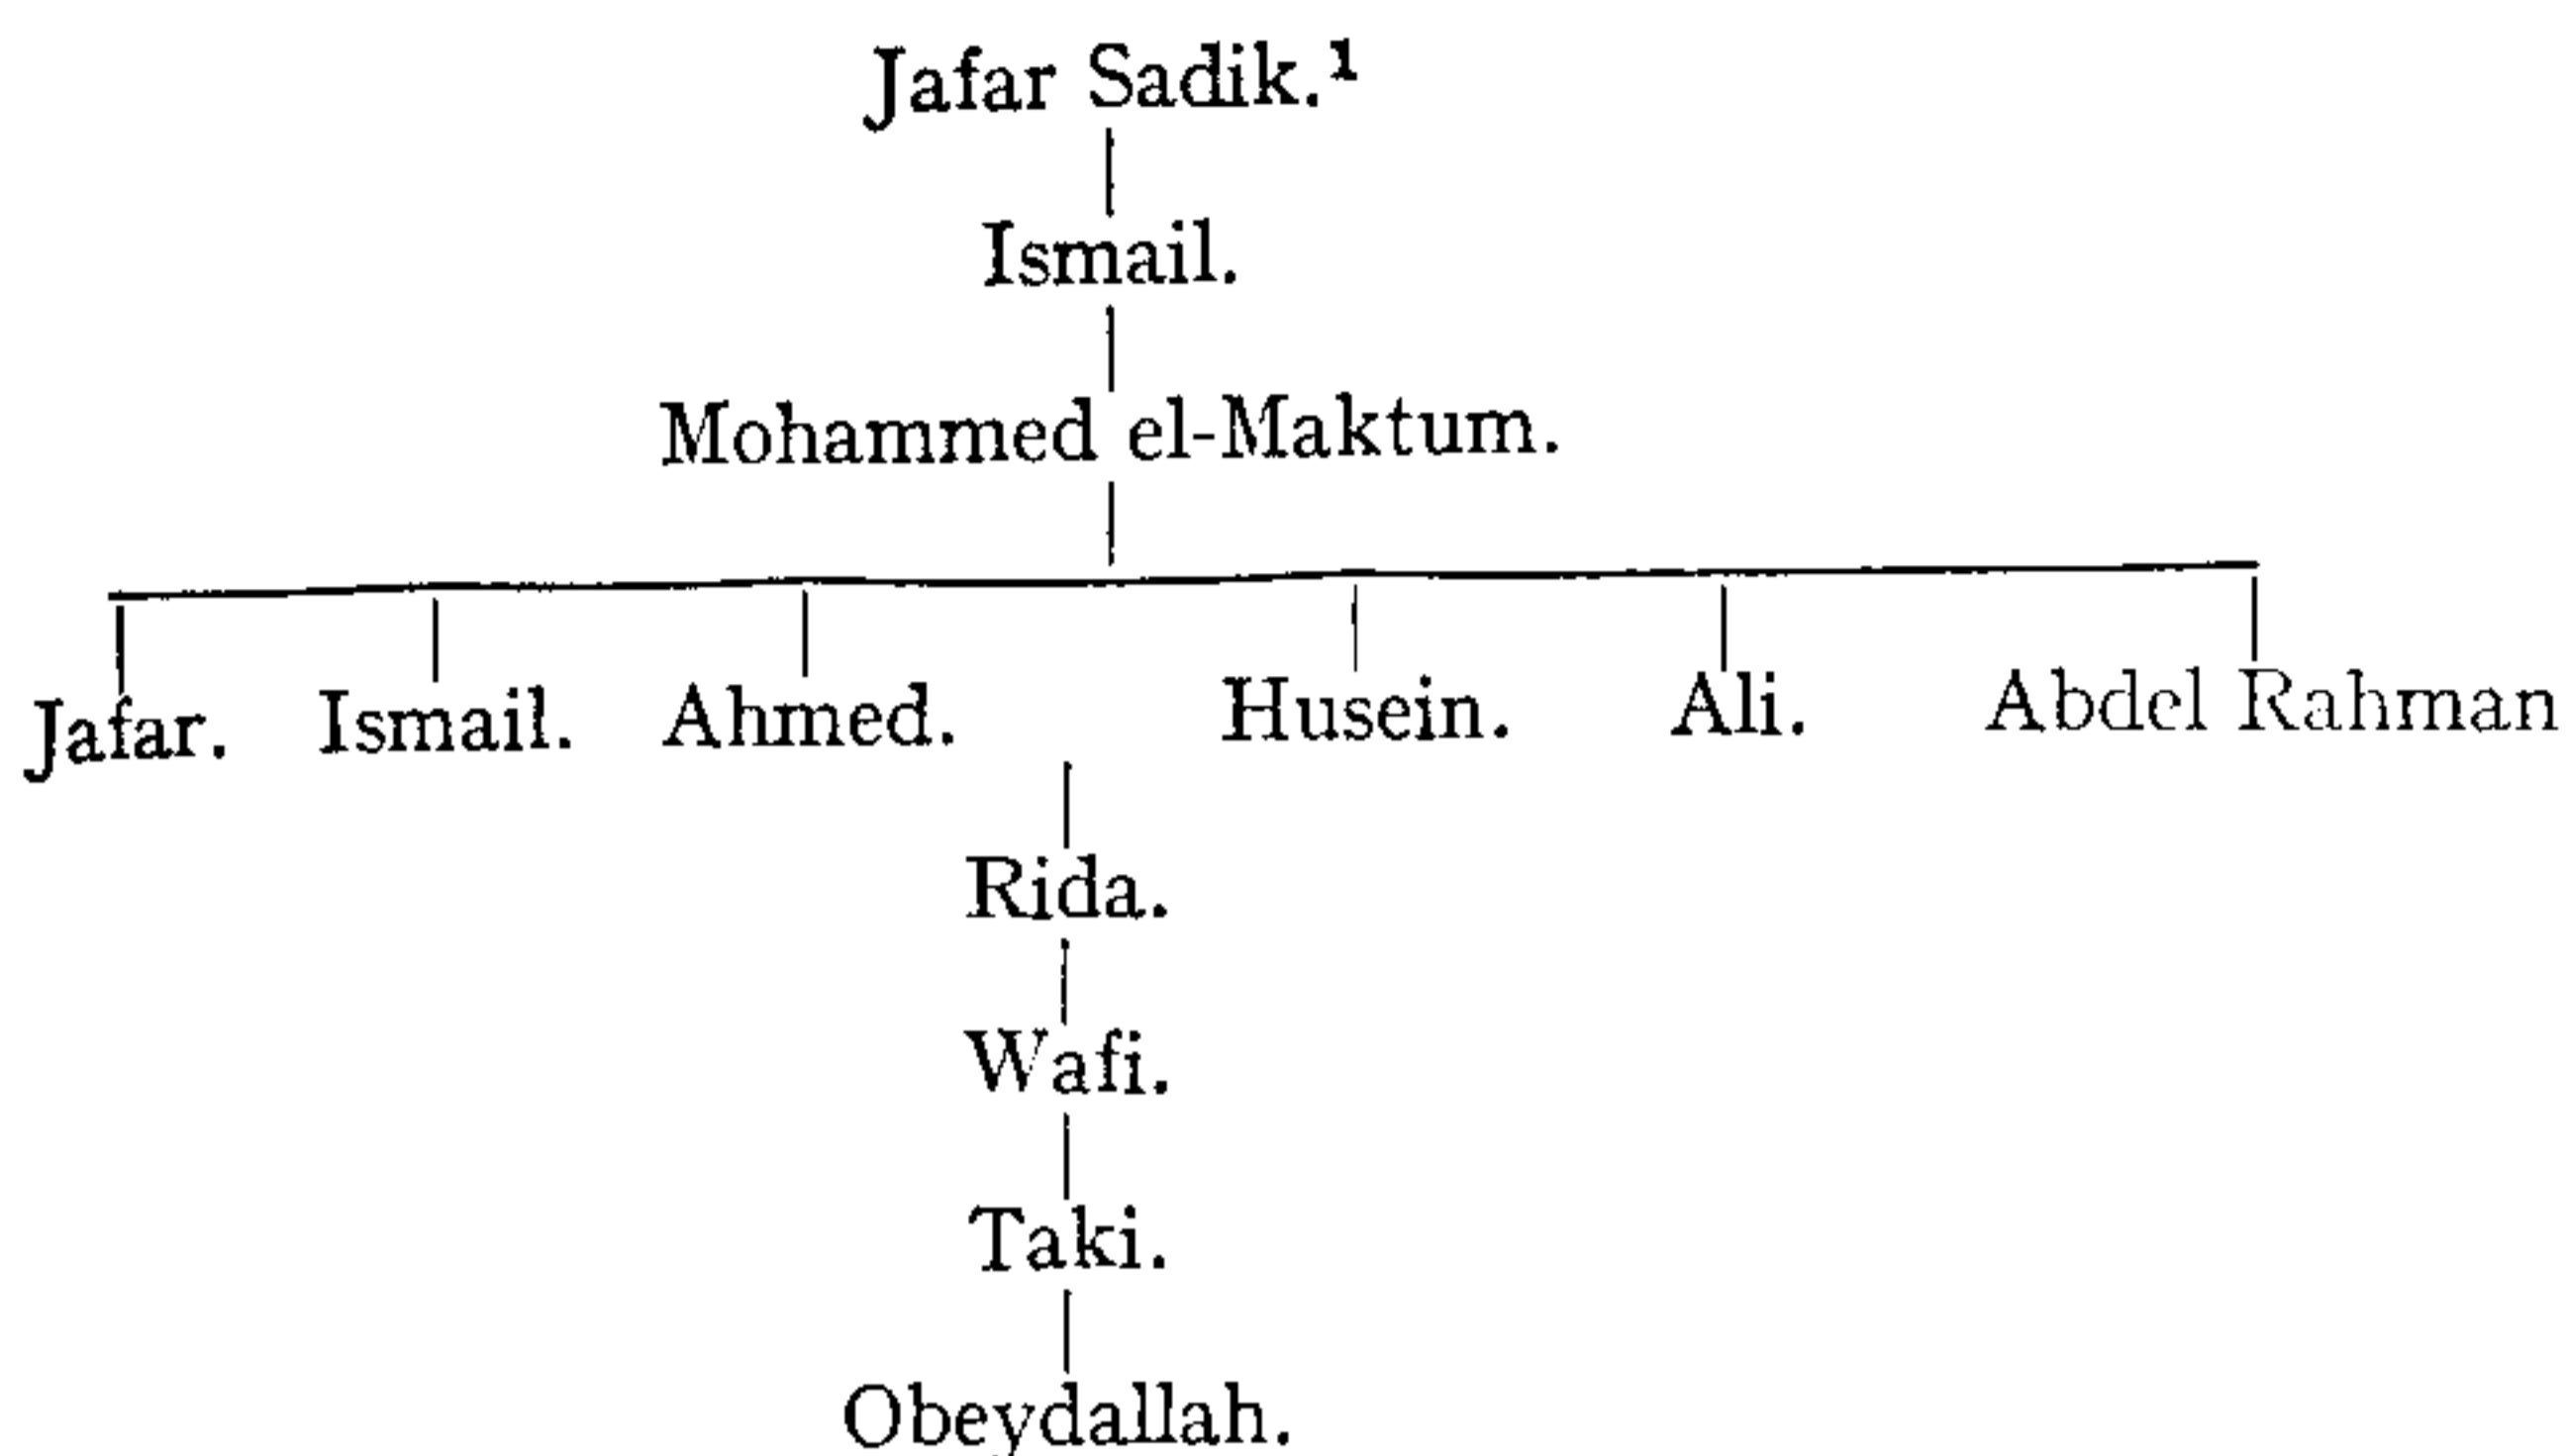 Jafar Sadik.¹
Ismail.
Mohammed el-Maktum.
Jafar. Ismail. Ahmed. Husein. Ali. Abdel Rahman
Rida.
Wafi.
Taki.
Obeydallah.